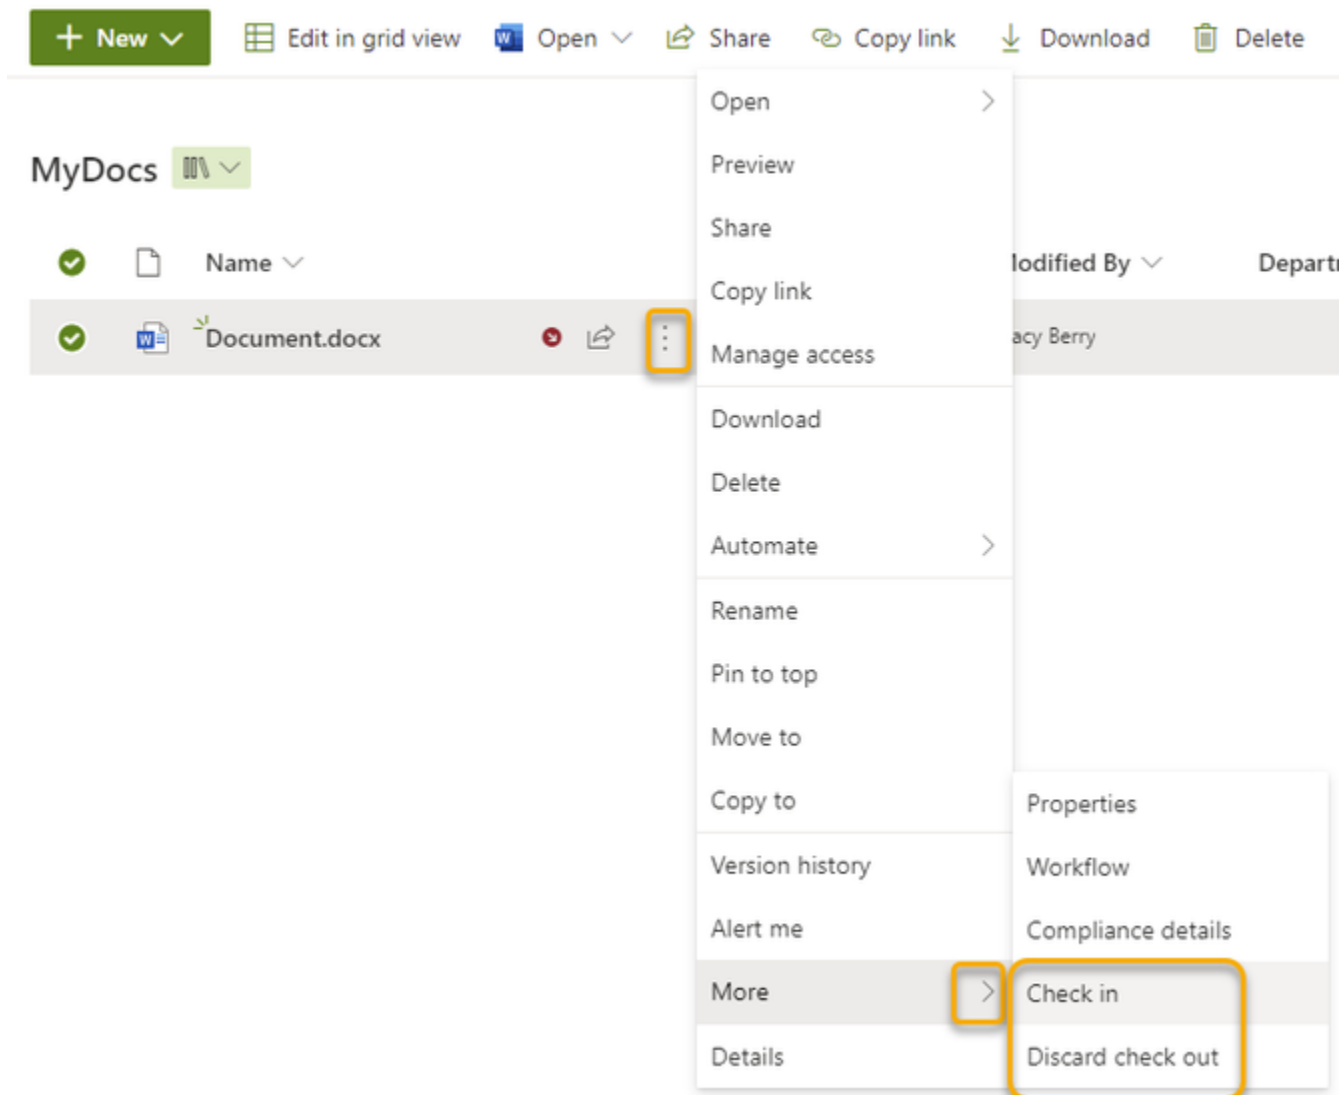 New
Edit in grid view
Open
Share
Copy link
Download
Delete
Open
Preview
MyDocs
Share
Name
Modified By
Copy link
Document.docx
acy Berry
Manage access
Download
Delete
Automate
Rename
Pin to top
Move to
Copy to
Properties
Version history
Workflow
Alert me
Compliance details
More
Check in
Details
Discard check out